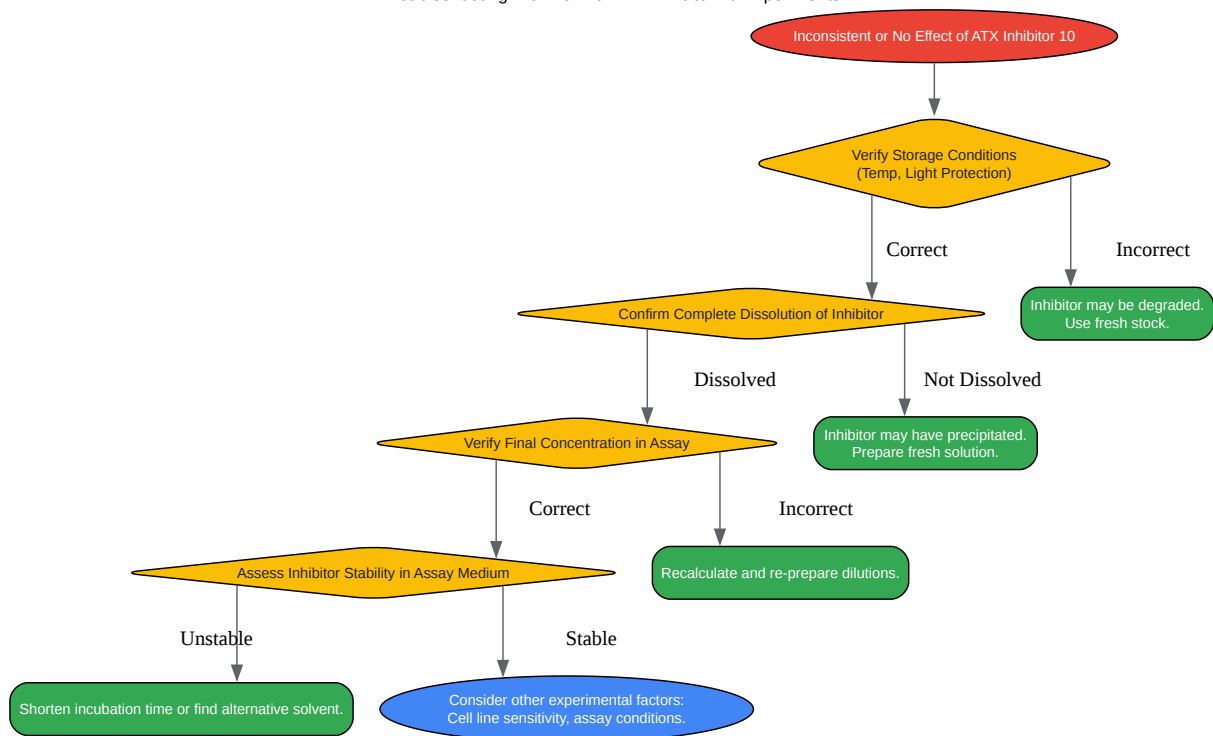 Inconsistent or No Effect of ATX Inhibitor 10
Verify Storage Conditions
(Temp, Light Protection)
Correct
Incorrect
Inhibitor may be degraded.
Use fresh stock.
Confirm Complete Dissolution of Inhibitor
Dissolved
Not Dissolved
Inhibitor may have precipitated.
Prepare fresh solution.
Verify Final Concentration in Assay
Correct
Incorrect
Recalculate and re-prepare dilutions.
Assess Inhibitor Stability in Assay Medium
Unstable
Stable
Shorten incubation time or find alternative solvent.
Consider other experimental factors:
Cell line sensitivity, assay conditions.